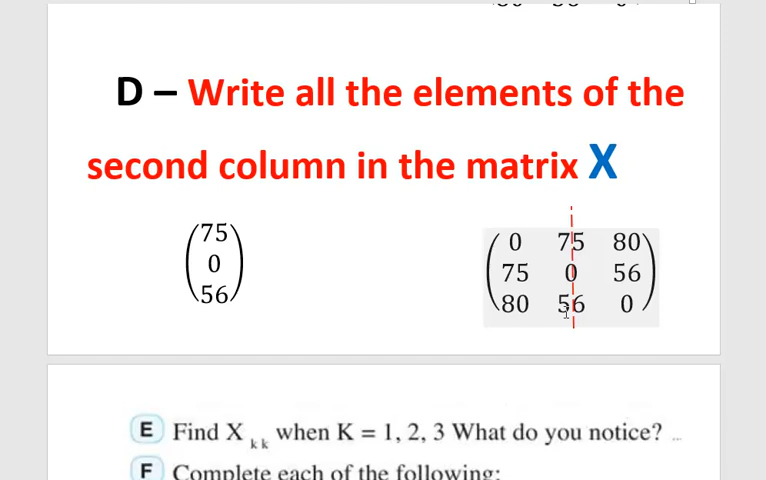 D – Write all the elements of the
second column in the matrix X
75
0
56
0 75 80
75 0 56
80 56 0
E Find X kk when K = 1, 2, 3 What do you notice? ...
F Complete each of the following: